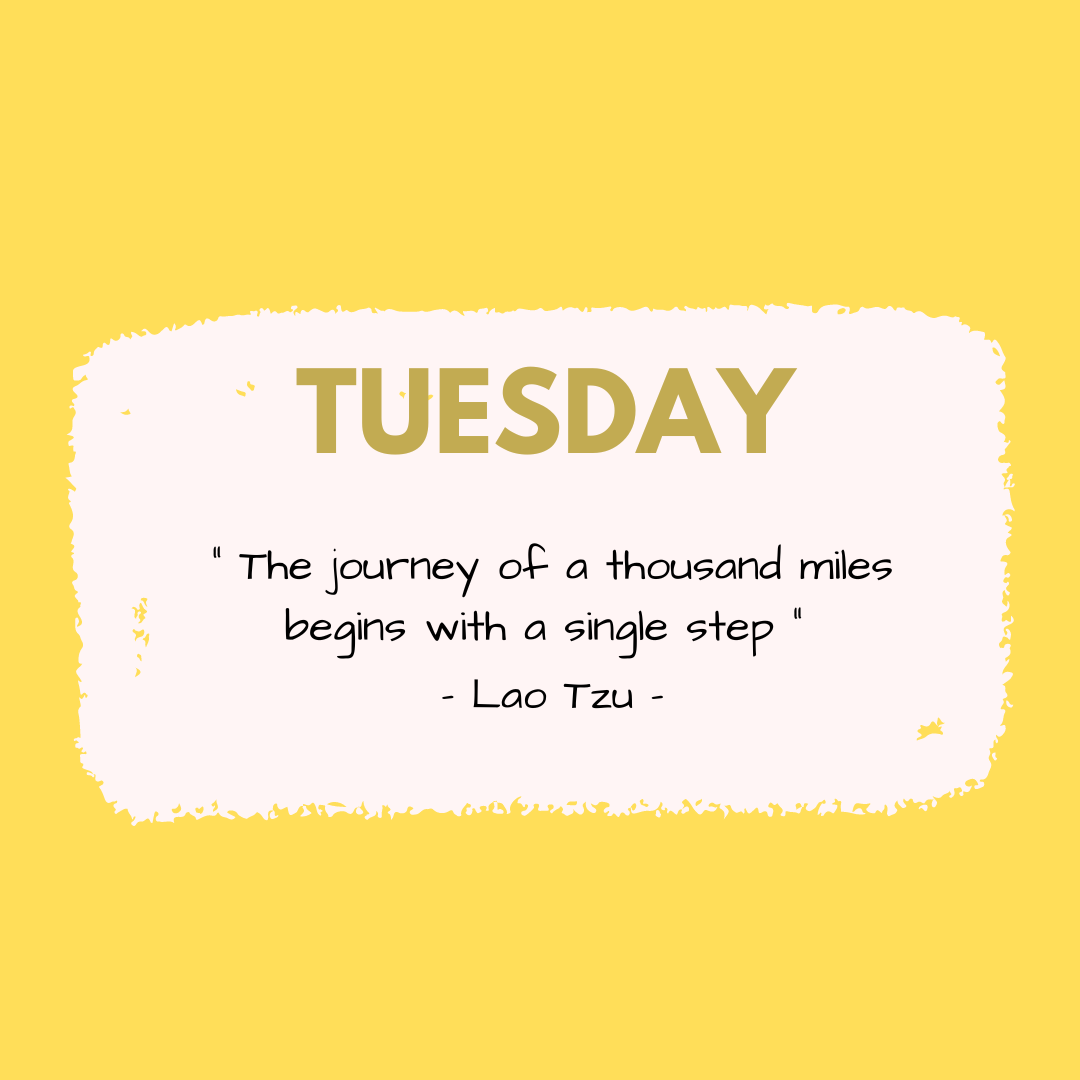 TUESDAY
" The journey of a thousand miles
begins with a single step "
- Lao Tzu -